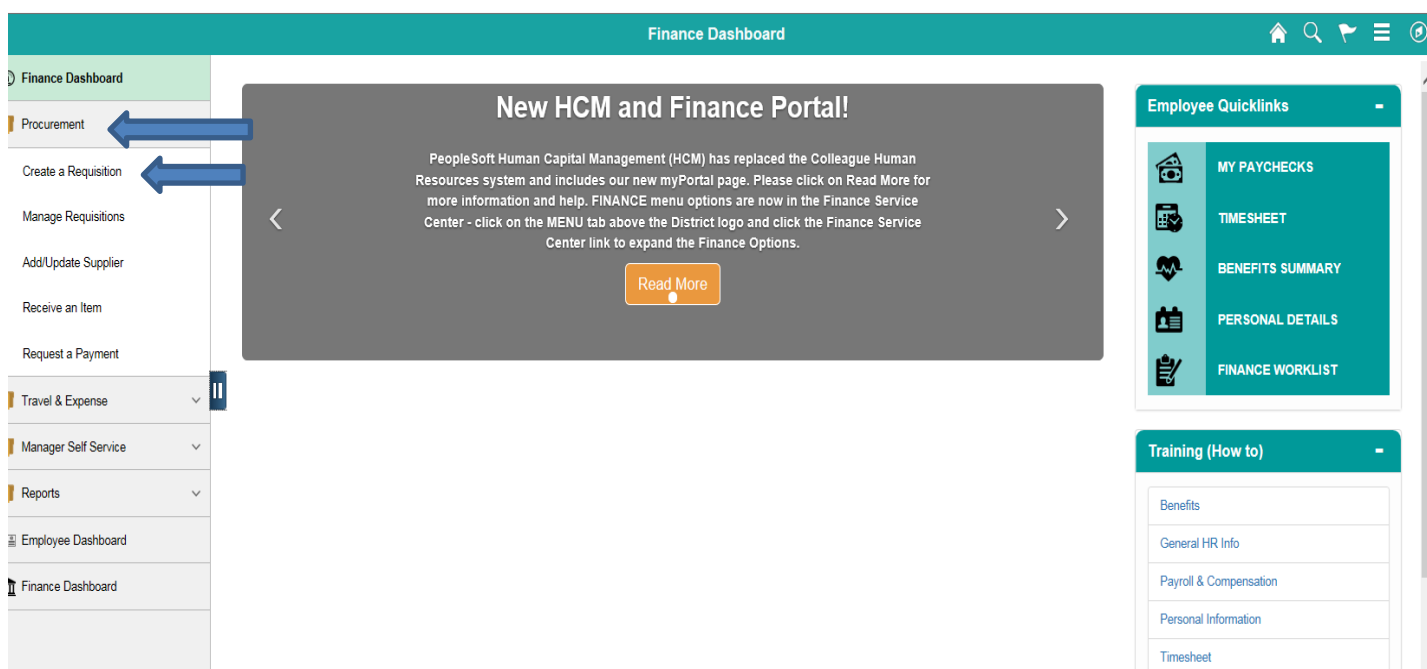 Finance Dashboard
Finance Dashboard
Procurement
Create a Requisition
Manage Requisitions
Add/Update Supplier
Receive an Item
Request a Payment
Travel & Expense
Manager Self Service
Reports
Employee Dashboard
Finance Dashboard
New HCM and Finance Portal!
PeopleSoft Human Capital Management (HCM) has replaced the Colleague Human
Resources system and includes our new myPortal page. Please click on Read More for
more information and help. FINANCE menu options are now in the Finance Service
Center - click on the MENU tab above the District logo and click the Finance Service
Center link to expand the Finance Options.
Read More
Employee Quicklinks
MY PAYCHECKS
TIMESHEET
BENEFITS SUMMARY
PERSONAL DETAILS
FINANCE WORKLIST
Training (How to)
Benefits
General HR Info
Payroll & Compensation
Personal Information
Timesheet